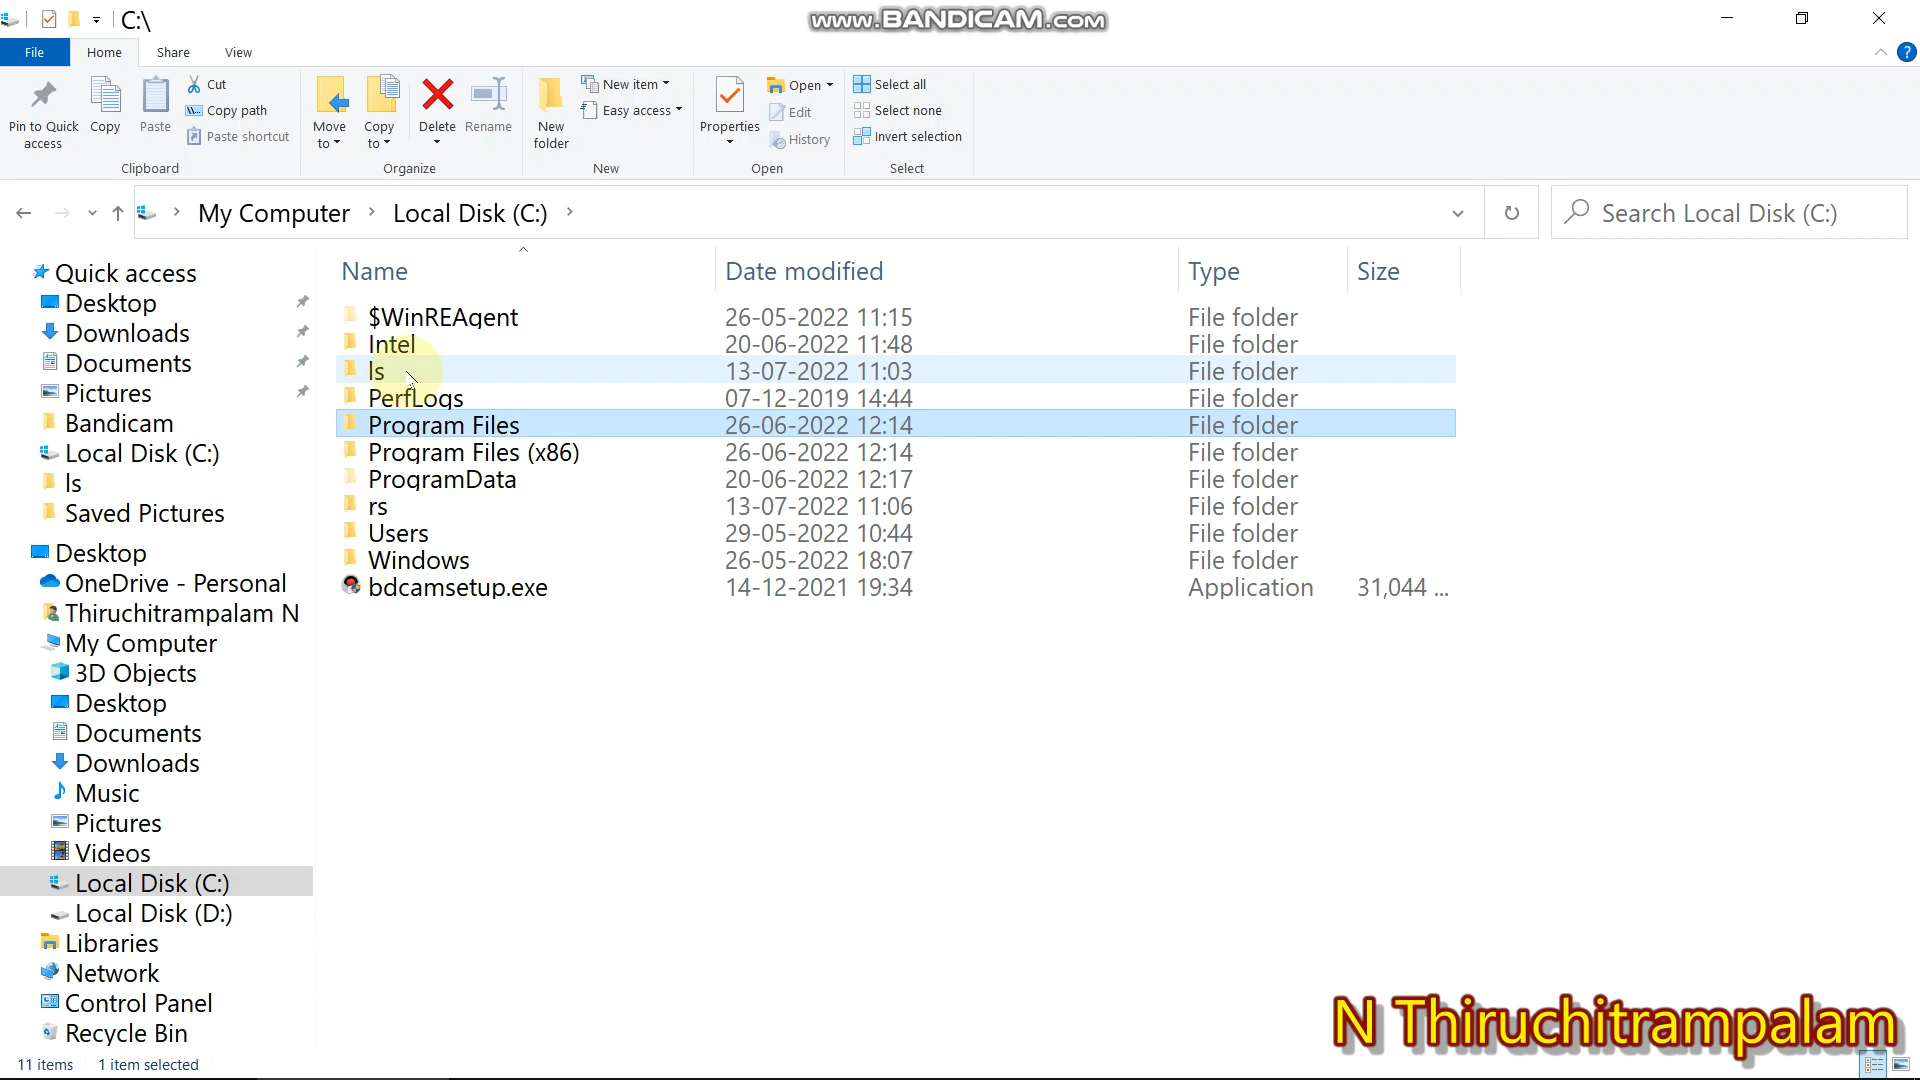 C:\
www.BANDICAM.COM
File
Home
Share
View
?
Pin to Quick access
Copy
Paste
Cut
Copy path
Paste shortcut
Clipboard
Move to
Copy to
Delete
Rename
Organize
New folder
New item
Easy access
New
Properties
Open
Edit
History
Open
Select all
Select none
Invert selection
Select
My Computer
Local Disk (C:)
Search Local Disk (C:)
Name Date modified Type Size
$WinREAgent 26-05-2022 11:15 File folder
Intel 20-06-2022 11:48 File folder
ls 13-07-2022 11:03 File folder
PerfLogs 07-12-2019 14:44 File folder
Program Files 26-06-2022 12:14 File folder
Program Files (x86) 26-06-2022 12:14 File folder
ProgramData 20-06-2022 12:17 File folder
rs 13-07-2022 11:06 File folder
Users 29-05-2022 10:44 File folder
Windows 26-05-2022 18:07 File folder
bdcamsetup.exe 14-12-2021 19:34 Application 31,044 ...
Quick access
Desktop
Downloads
Documents
Pictures
Bandicam
Local Disk (C:)
ls
Saved Pictures
Desktop
OneDrive - Personal
Thiruchitrampalam N
My Computer
3D Objects
Desktop
Documents
Downloads
Music
Pictures
Videos
Local Disk (C:)
Local Disk (D:)
Libraries
Network
Control Panel
Recycle Bin
N Thiruchitrampalam
11 items 1 item selected